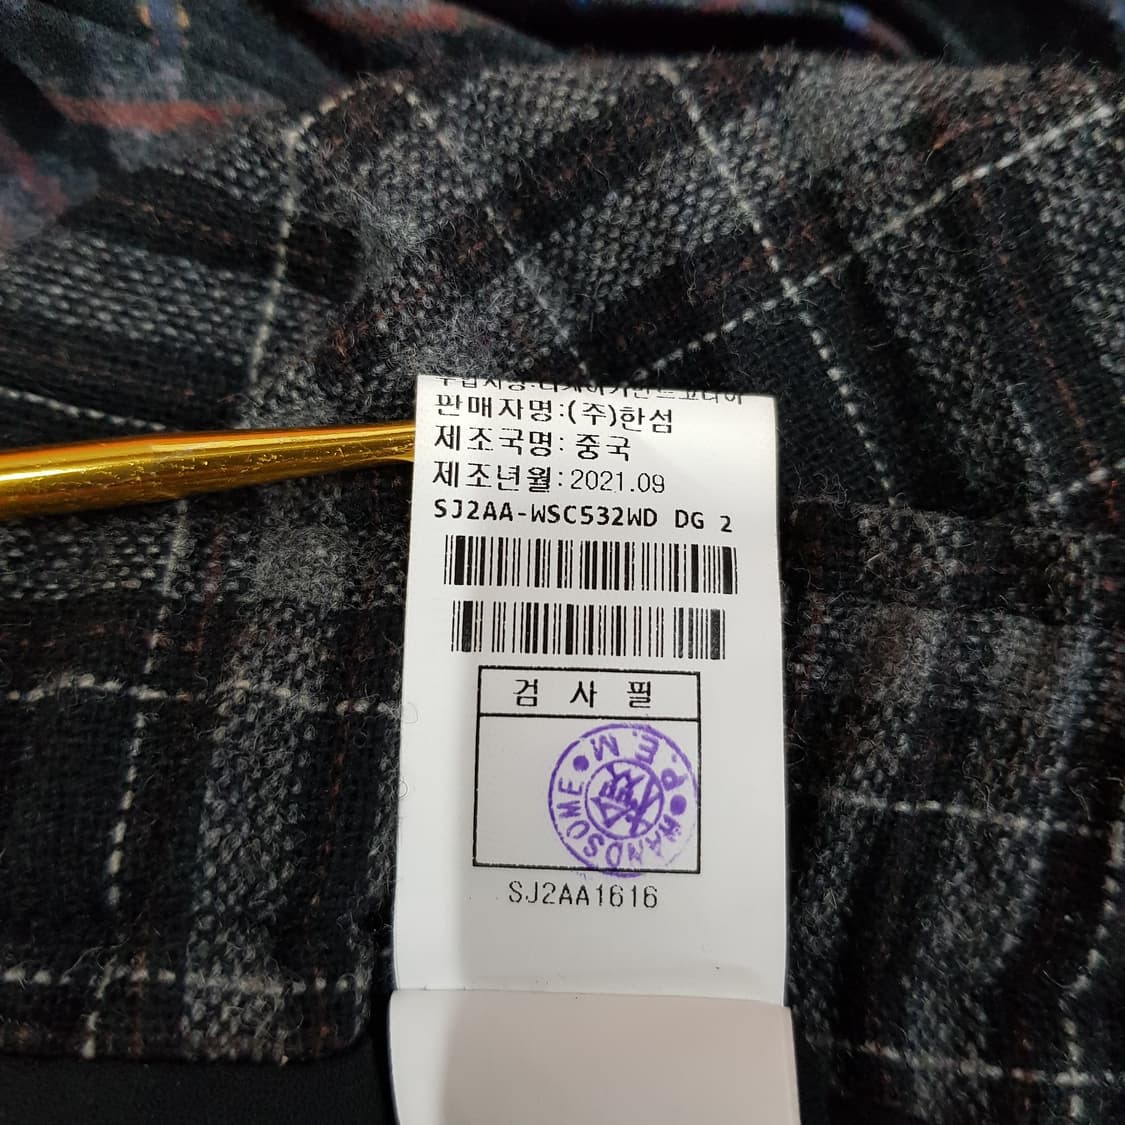 판매자명:(주)한섬
제조국명: 중국
제조년월:2021.09
SJ2AA-WSC532WD DG 2
검 사 필
HANDSOME P.E.M
SJ2AA1616